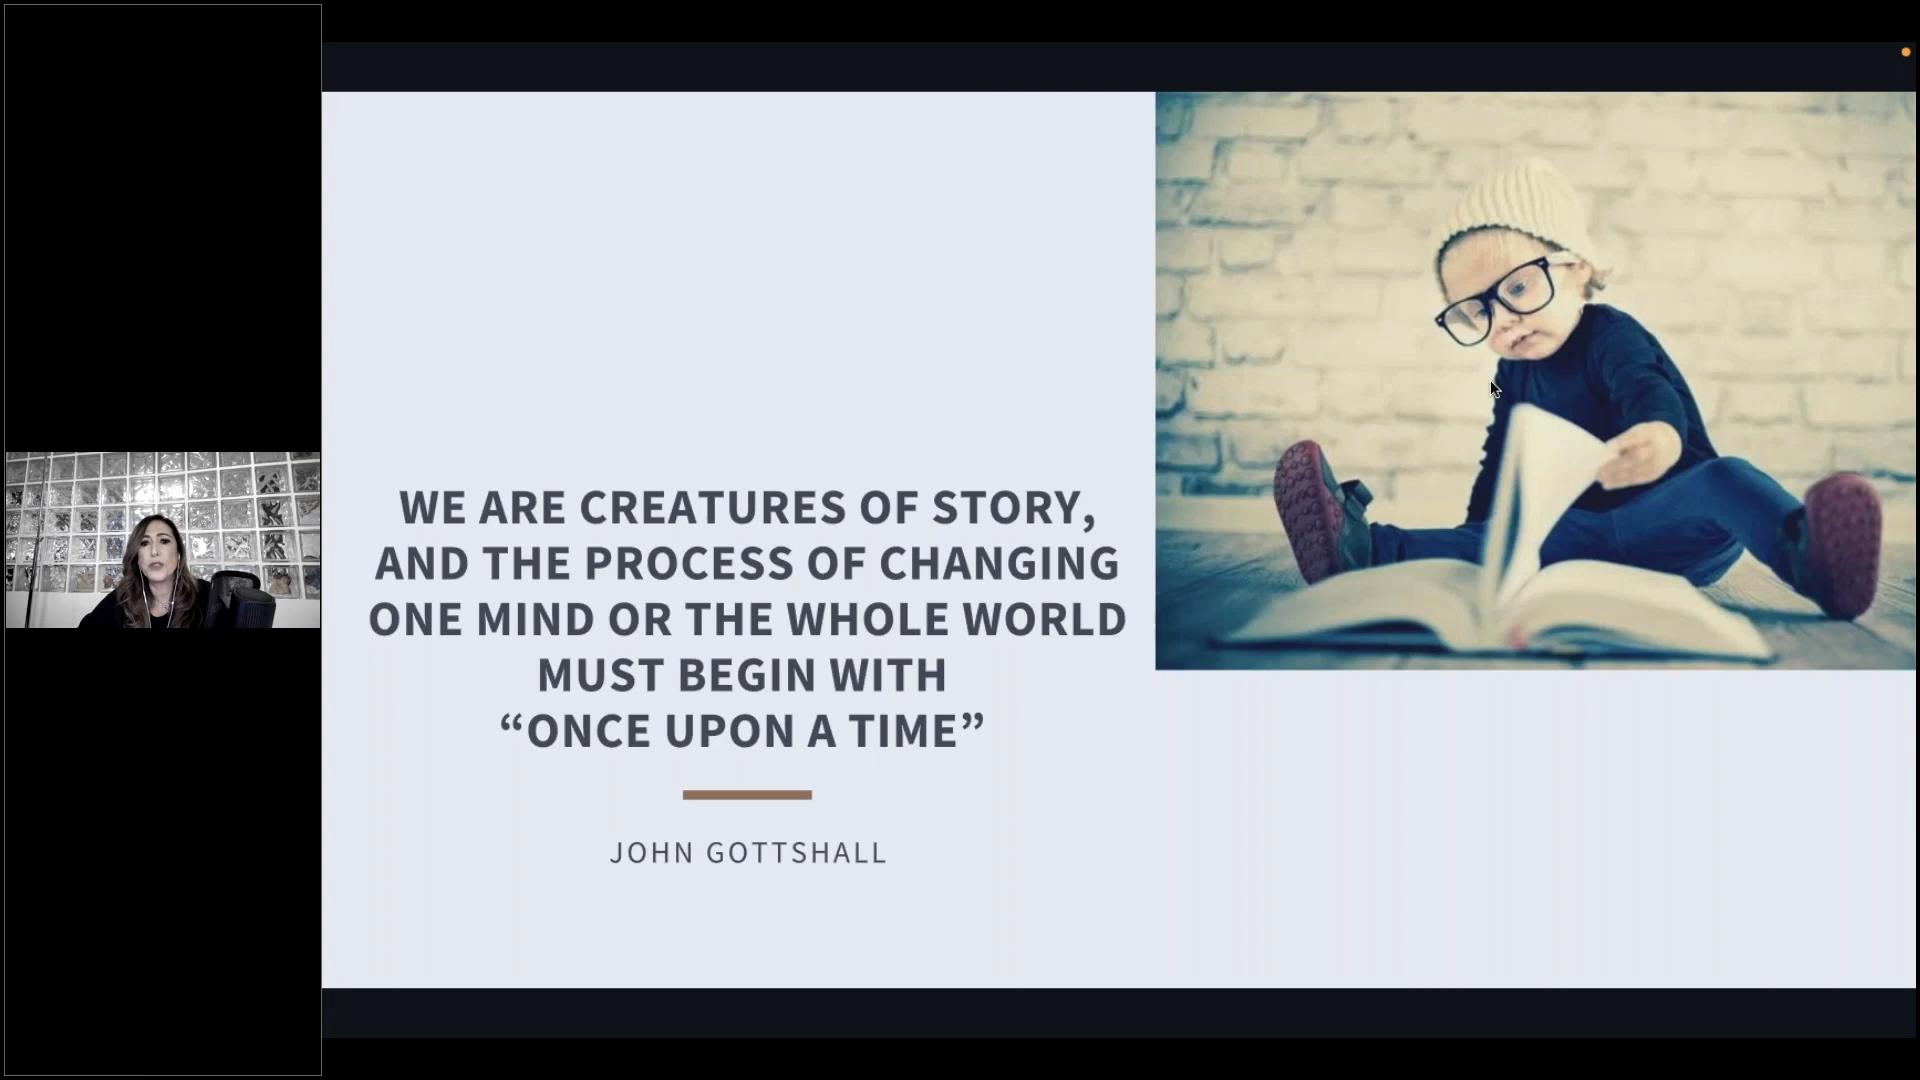 WE ARE CREATURES OF STORY,
AND THE PROCESS OF CHANGING
ONE MIND OR THE WHOLE WORLD
MUST BEGIN WITH
“ONCE UPON A TIME”
JOHN GOTTSHALL